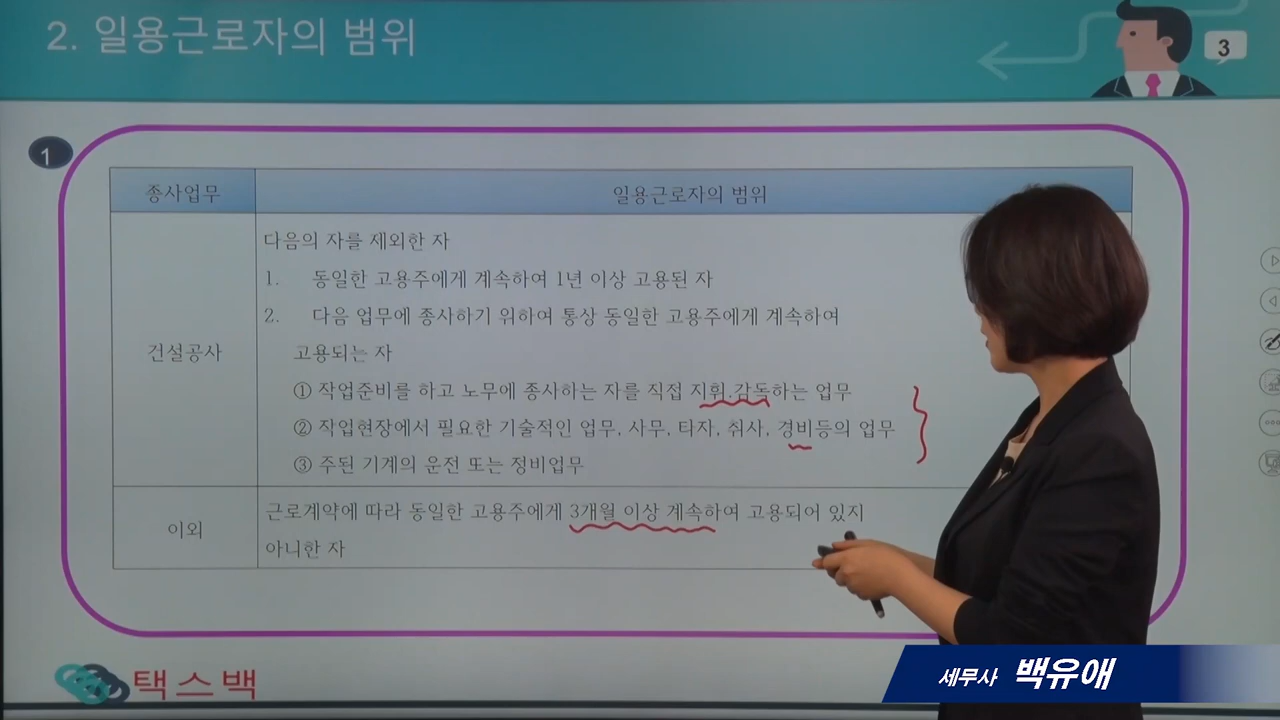 2. 일용근로자의 범위
3
1
종사업무
일용근로자의 범위
건설공사
다음의 자를 제외한 자
1. 동일한 고용주에게 계속하여 1년 이상 고용된 자
2. 다음 업무에 종사하기 위하여 통상 동일한 고용주에게 계속하여
고용되는 자
① 작업준비를 하고 노무에 종사하는 자를 직접 지휘.감독하는 업무
② 작업현장에서 필요한 기술적인 업무, 사무, 타자, 취사, 경비등의 업무
③ 주된 기계의 운전 또는 정비업무
이외
근로계약에 따라 동일한 고용주에게 3개월 이상 계속하여 고용되어 있지
아니한 자
택스백
세무사 백유애